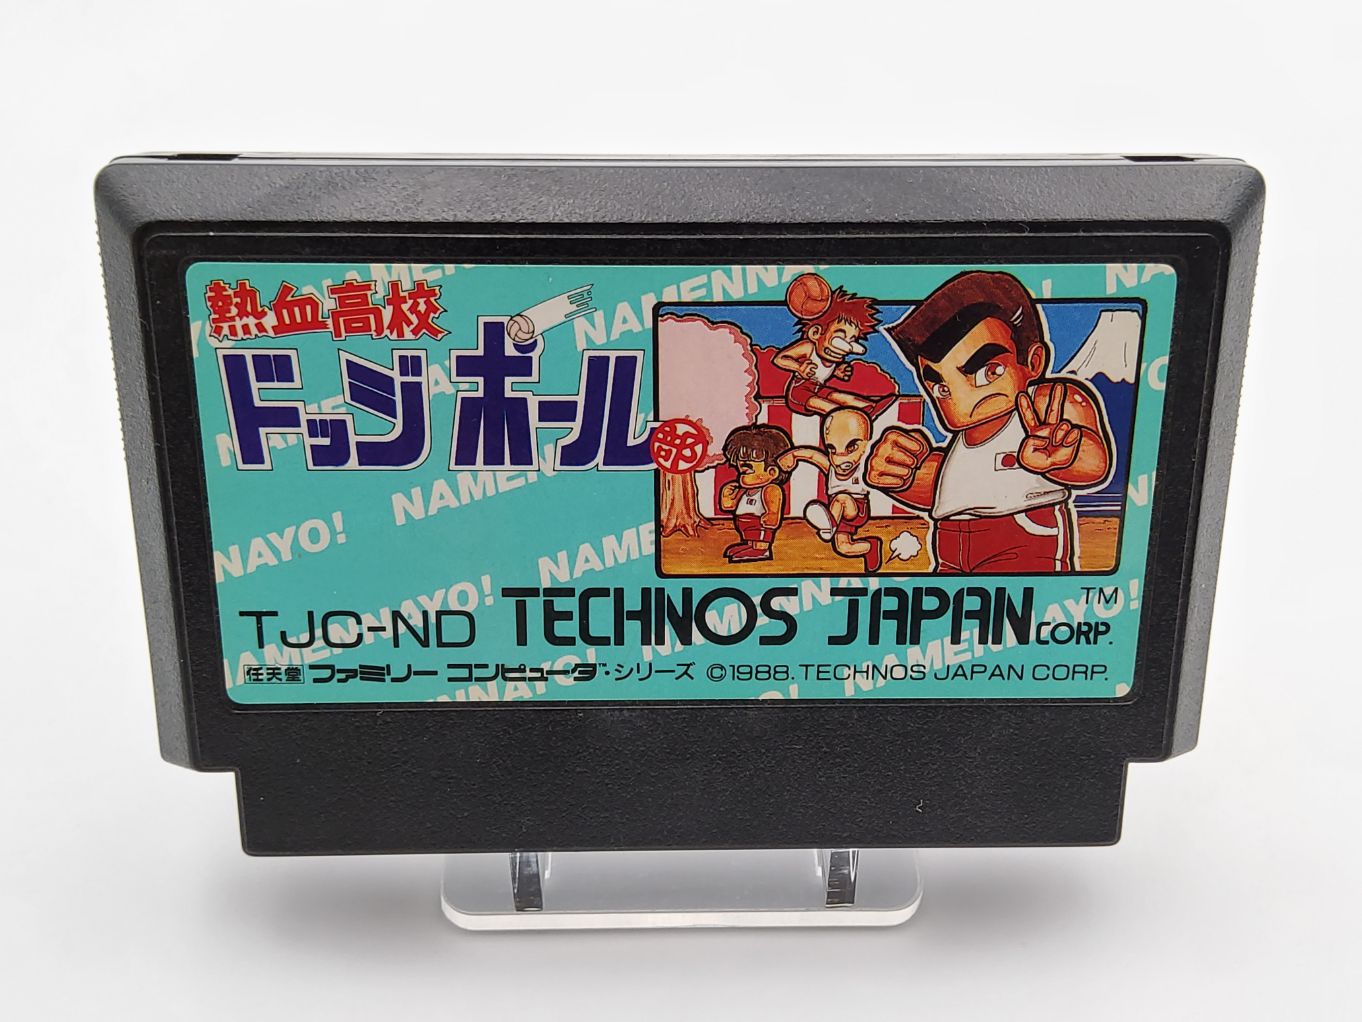 熱血高校
ドッジボール部
NAMENNAYO!
TJC-ND TECHNOS JAPAN CORP. TM
任天堂 ファミリー コンピュータ™・シリーズ ©1988. TECHNOS JAPAN CORP.